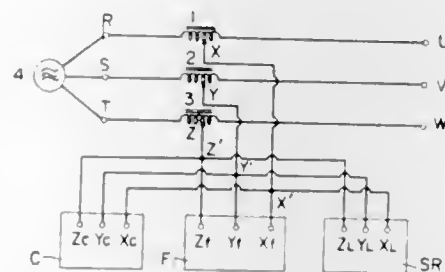 R 1 U
X
4 S 2 V
Y
T 3 W
Z
Z' Y' X'
Zc Yc Xc Zf Yf Xf ZL YL XL
C F SR